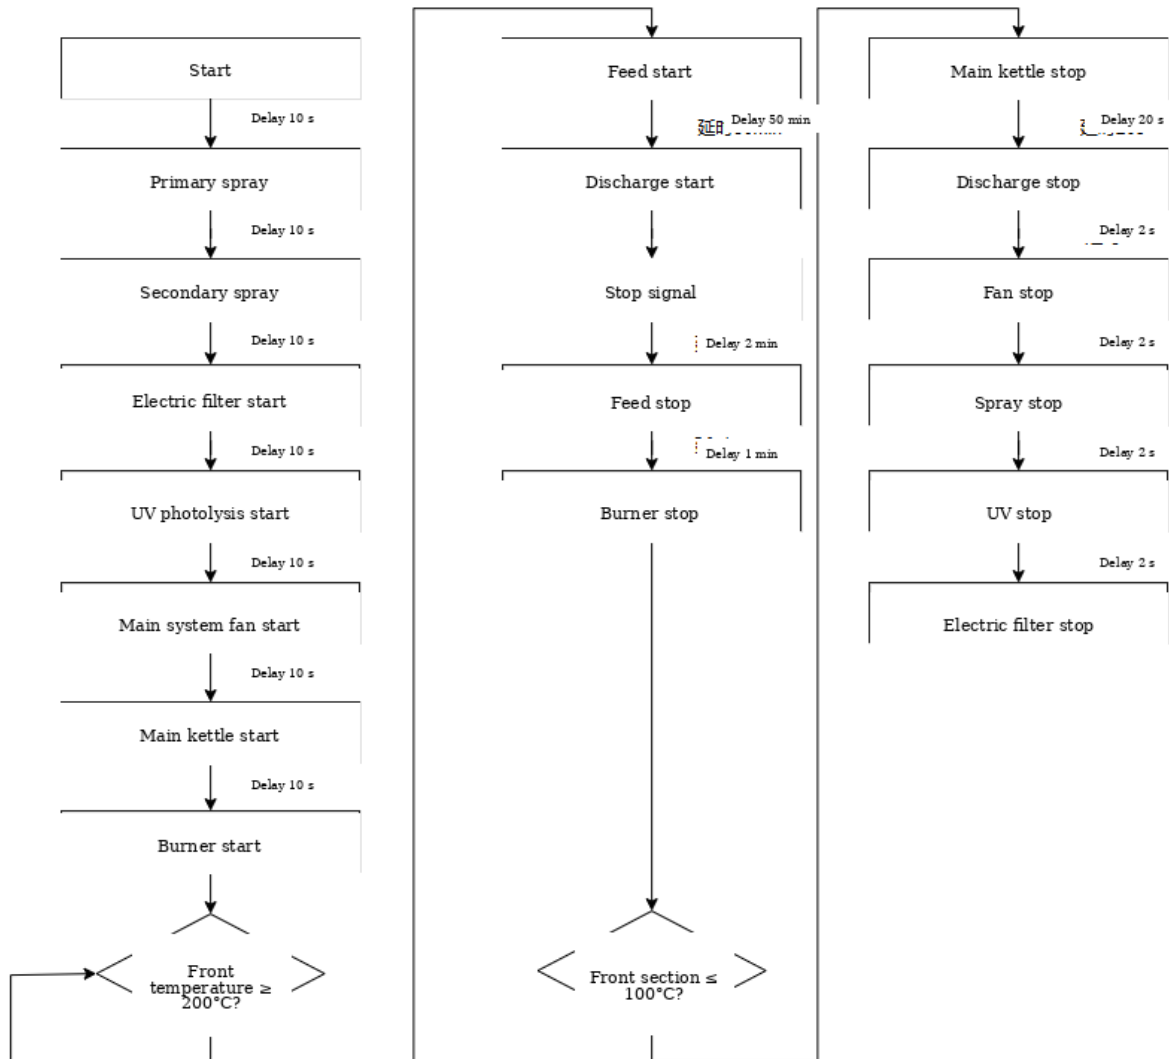 Start
Delay 10 s
Primary spray
Delay 10 s
Secondary spray
Delay 10 s
Electric filter start
Delay 10 s
UV photolysis start
Delay 10 s
Main system fan start
Delay 10 s
Main kettle start
Delay 10 s
Burner start
Front
temperature ≥
200°C?
Feed start
Delay 50 min
Discharge start
Stop signal
Delay 2 min
Feed stop
Delay 1 min
Burner stop
Front section ≤
100°C?
Main kettle stop
Delay 20 s
Discharge stop
Delay 2 s
Fan stop
Delay 2 s
Spray stop
Delay 2 s
UV stop
Delay 2 s
Electric filter stop